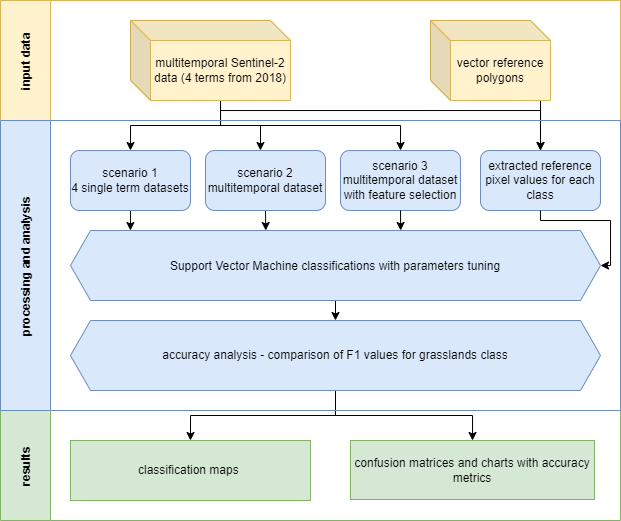 input data
multitemporal Sentinel-2
data (4 terms from 2018)
vector reference
polygons
processing and analysis
scenario 1
4 single term datasets
scenario 2
multitemporal dataset
scenario 3
multitemporal dataset
with feature selection
extracted reference
pixel values for each
class
Support Vector Machine classifications with parameters tuning
accuracy analysis - comparison of F1 values for grasslands class
results
classification maps
confusion matrices and charts with accuracy
metrics